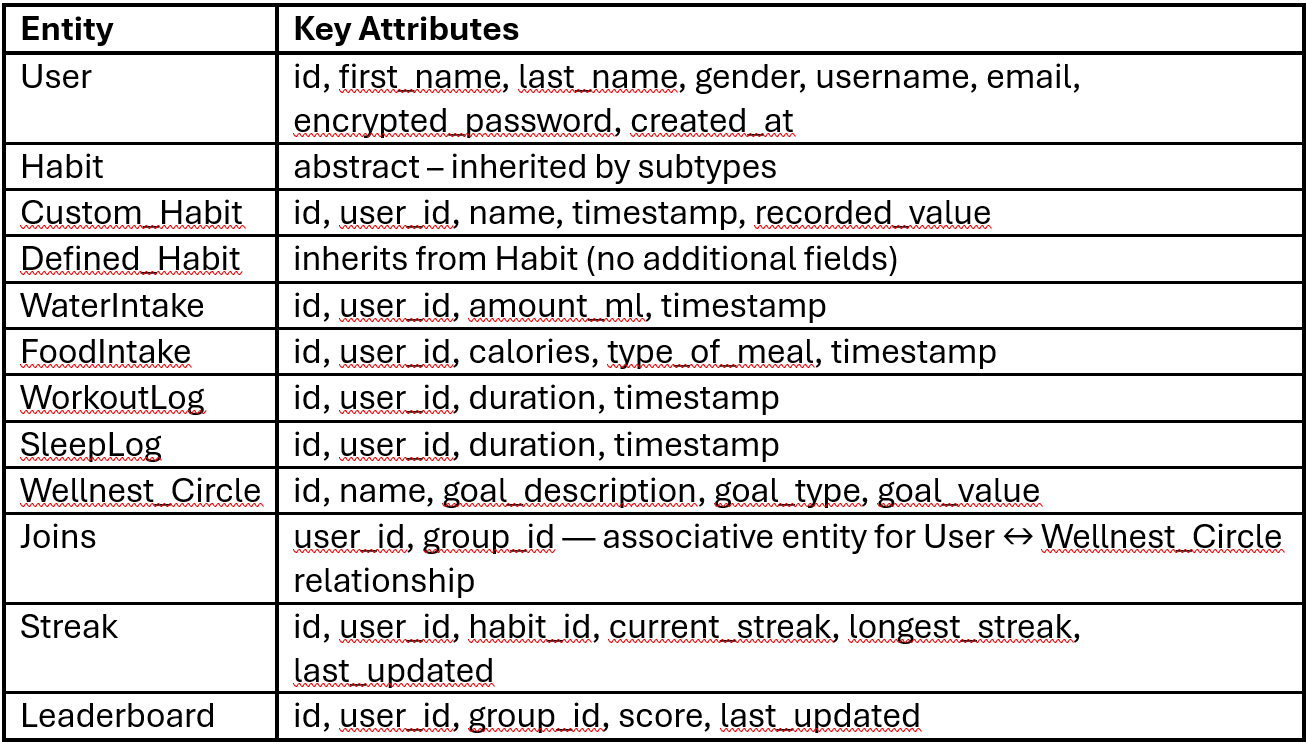 Entity Key Attributes
User id, first_name, last_name, gender, username, email,
encrypted_password, created_at
Habit abstract – inherited by subtypes
Custom_Habit id, user_id, name, timestamp, recorded_value
Defined_Habit inherits from Habit (no additional fields)
WaterIntake id, user_id, amount_ml, timestamp
FoodIntake id, user_id, calories, type_of_meal, timestamp
WorkoutLog id, user_id, duration, timestamp
SleepLog id, user_id, duration, timestamp
Wellnest_Circle id, name, goal_description, goal_type, goal_value
Joins user_id, group_id — associative entity for User ↔ Wellnest_Circle
relationship
Streak id, user_id, habit_id, current_streak, longest_streak,
last_updated
Leaderboard id, user_id, group_id, score, last_updated